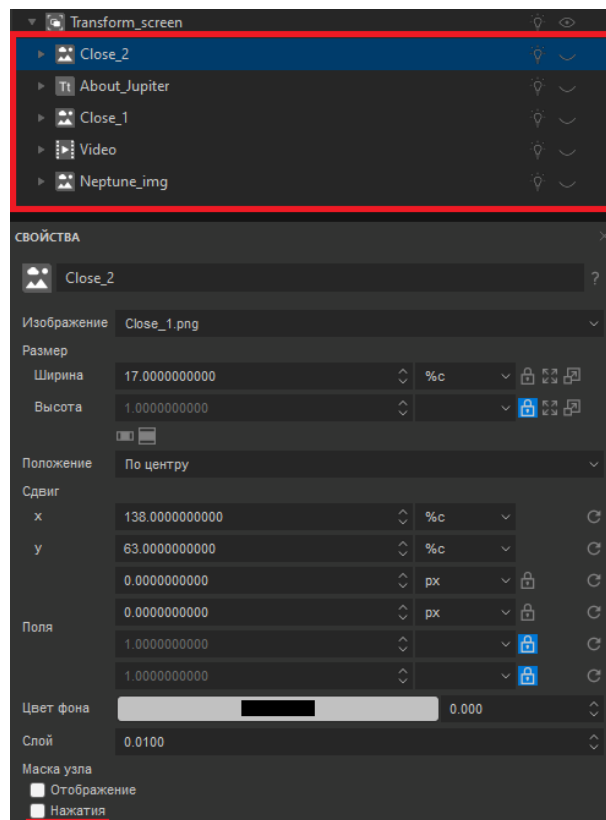 Transform_screen
Close_2
Tt About_Jupiter
Close_1
Video
Neptune_img
СВОЙСТВА
Close_2 ?
Изображение Close_1.png
Размер
Ширина 17.0000000000 %c
Высота 1.0000000000
Положение По центру
Сдвиг
x 138.0000000000 %c
y 63.0000000000 %c
0.0000000000 px
0.0000000000 px
Поля
1.0000000000
1.0000000000
Цвет фона 0.000
Слой 0.0100
Маска узла
Отображение
Нажатия